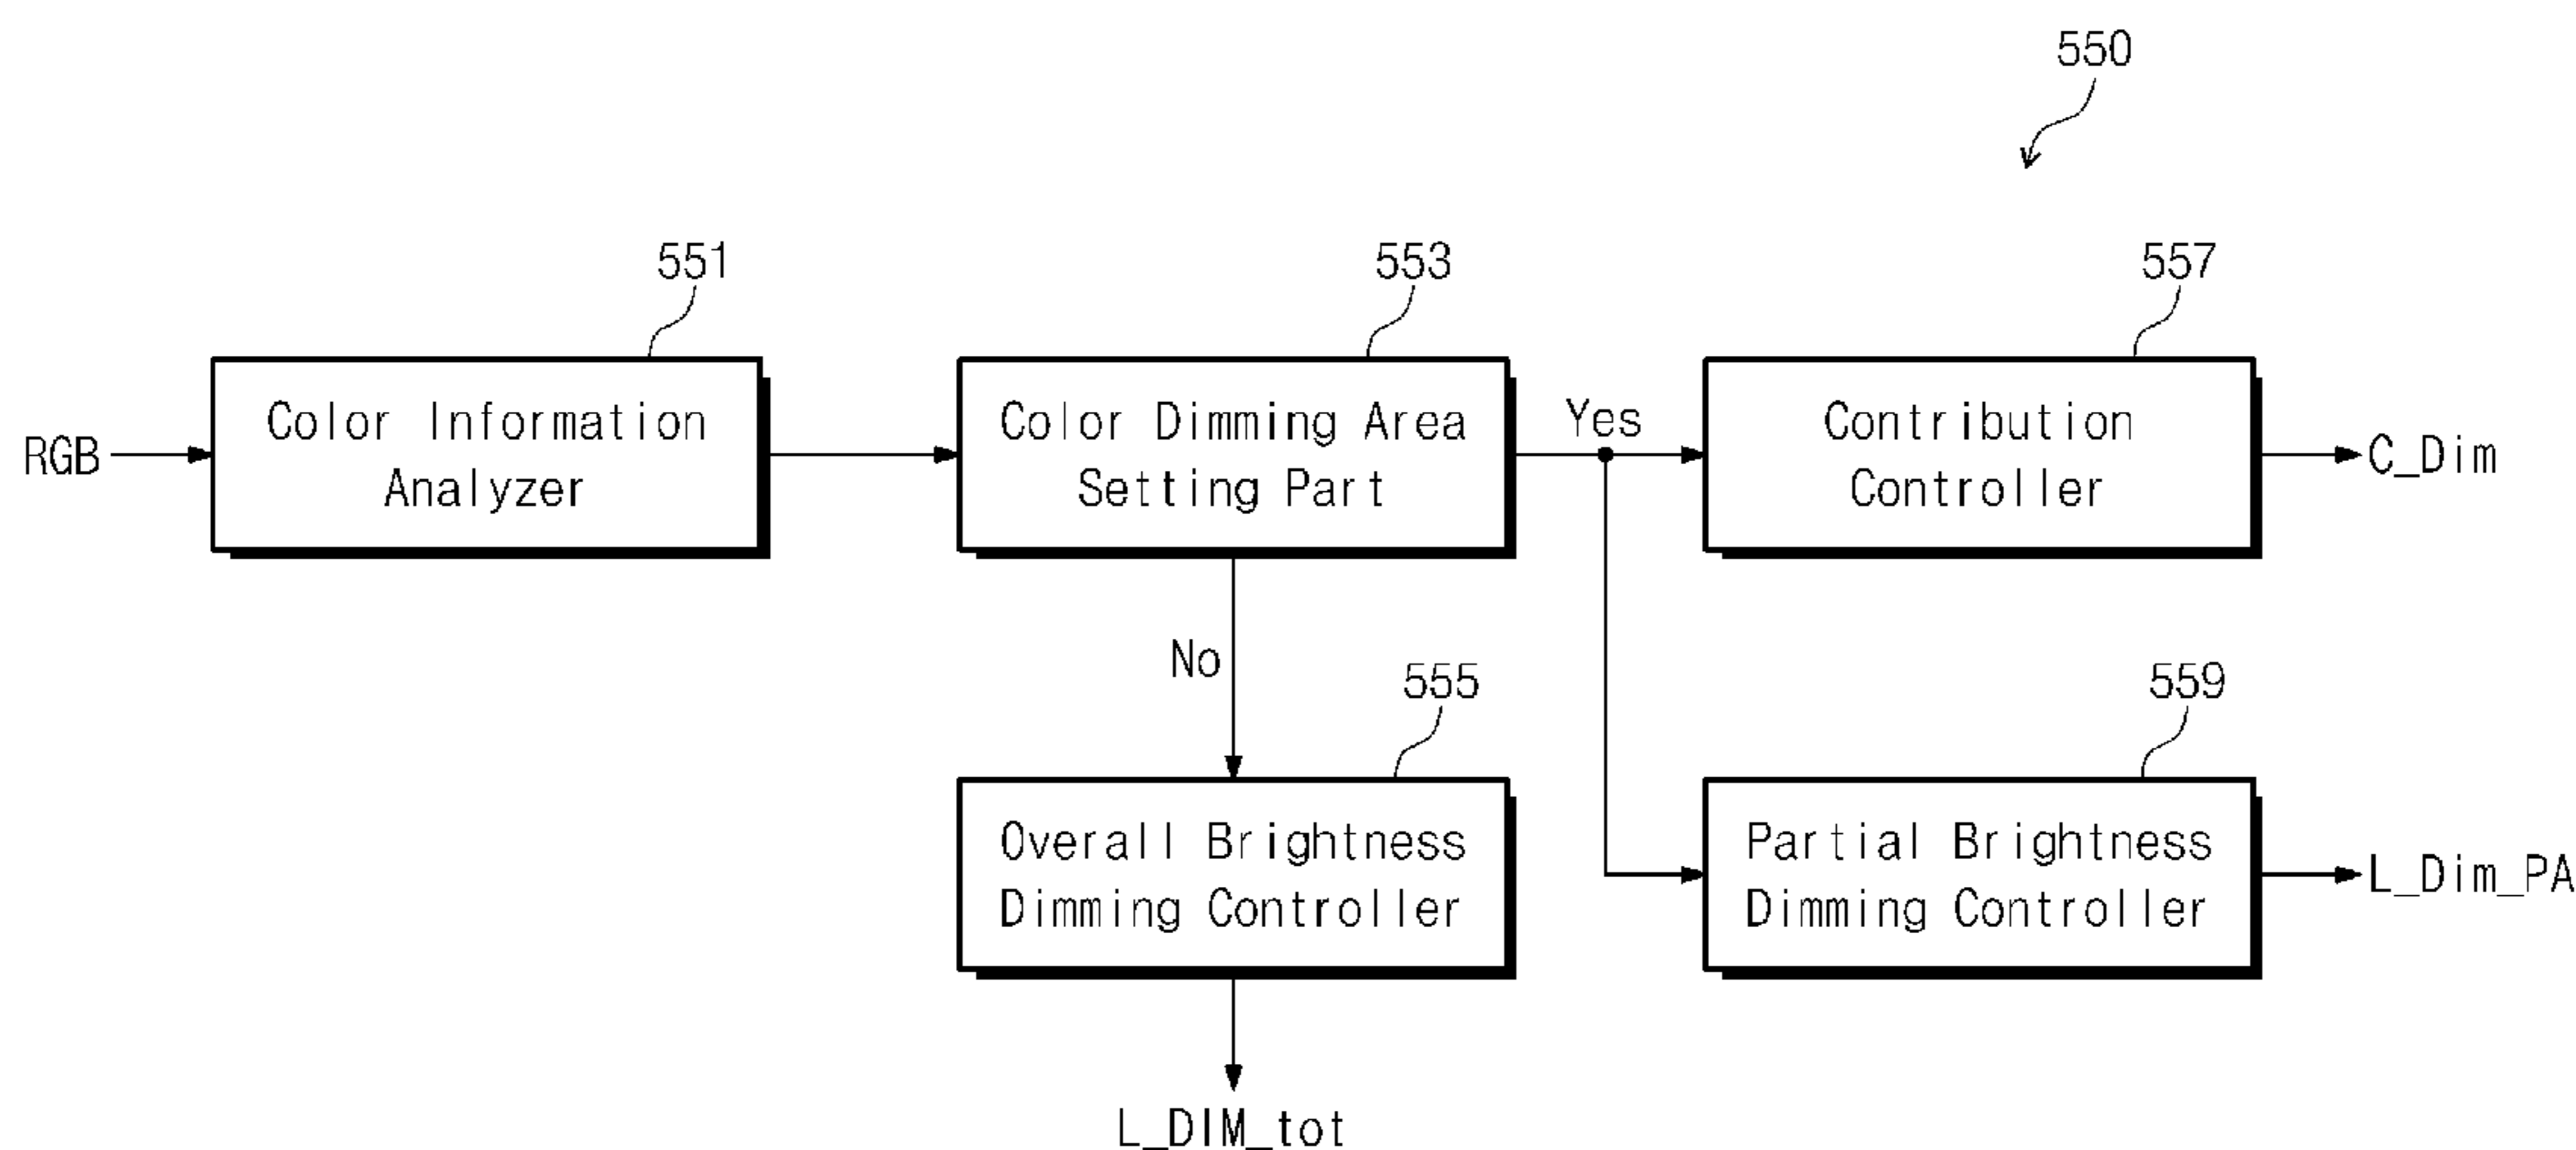 550
551
553
557
RGB
Color Information
Analyzer
Color Dimming Area
Setting Part
Yes
Contribution
Controller
C_Dim
No
555
559
Overall Brightness
Dimming Controller
Partial Brightness
Dimming Controller
L_Dim_PA
L_DIM_tot